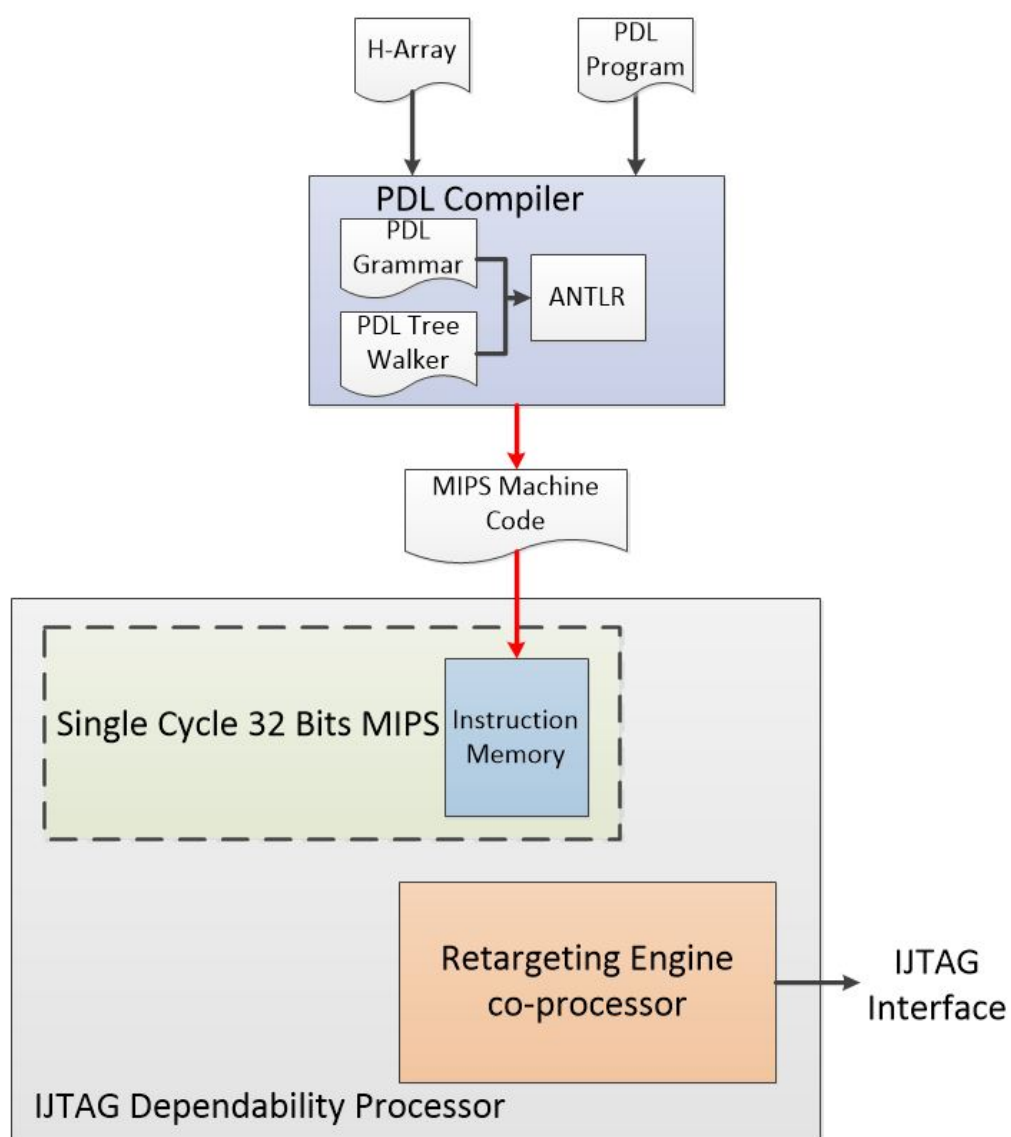 H-Array
PDL
Program
PDL Compiler
PDL
Grammar
ANTLR
PDL Tree
Walker
MIPS Machine
Code
Single Cycle 32 Bits MIPS
Instruction
Memory
Retargeting Engine
co-processor
IJTAG
Interface
IJTAG Dependability Processor